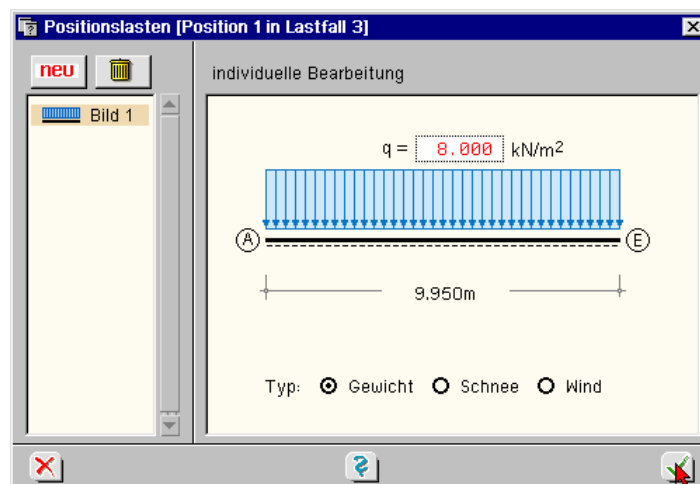 Positionslasten [Position 1 in Lastfall 3]
neu
individuelle Bearbeitung
Bild 1
q = 8.000 kN/m²
A
E
9.950m
Typ: Gewicht Schnee Wind